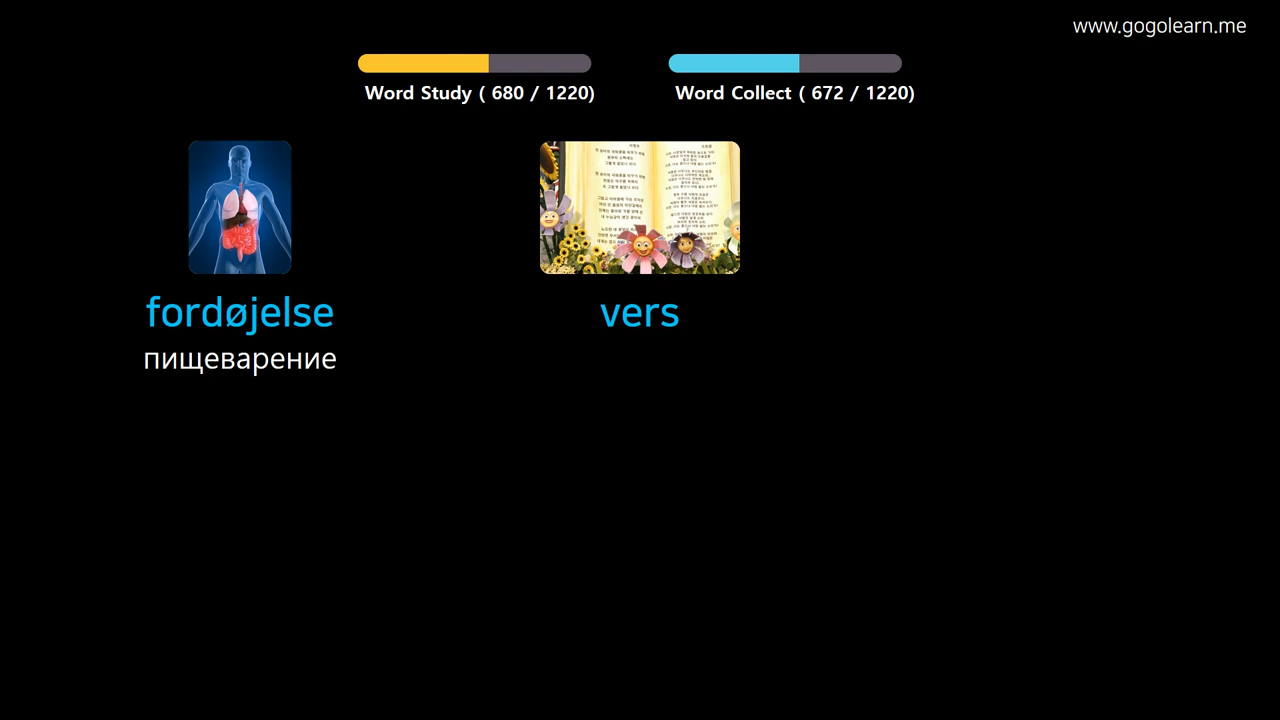 www.gogolearn.me
Word Study ( 680 / 1220)
Word Collect ( 672 / 1220)
fordøjelse
vers
пищеварение